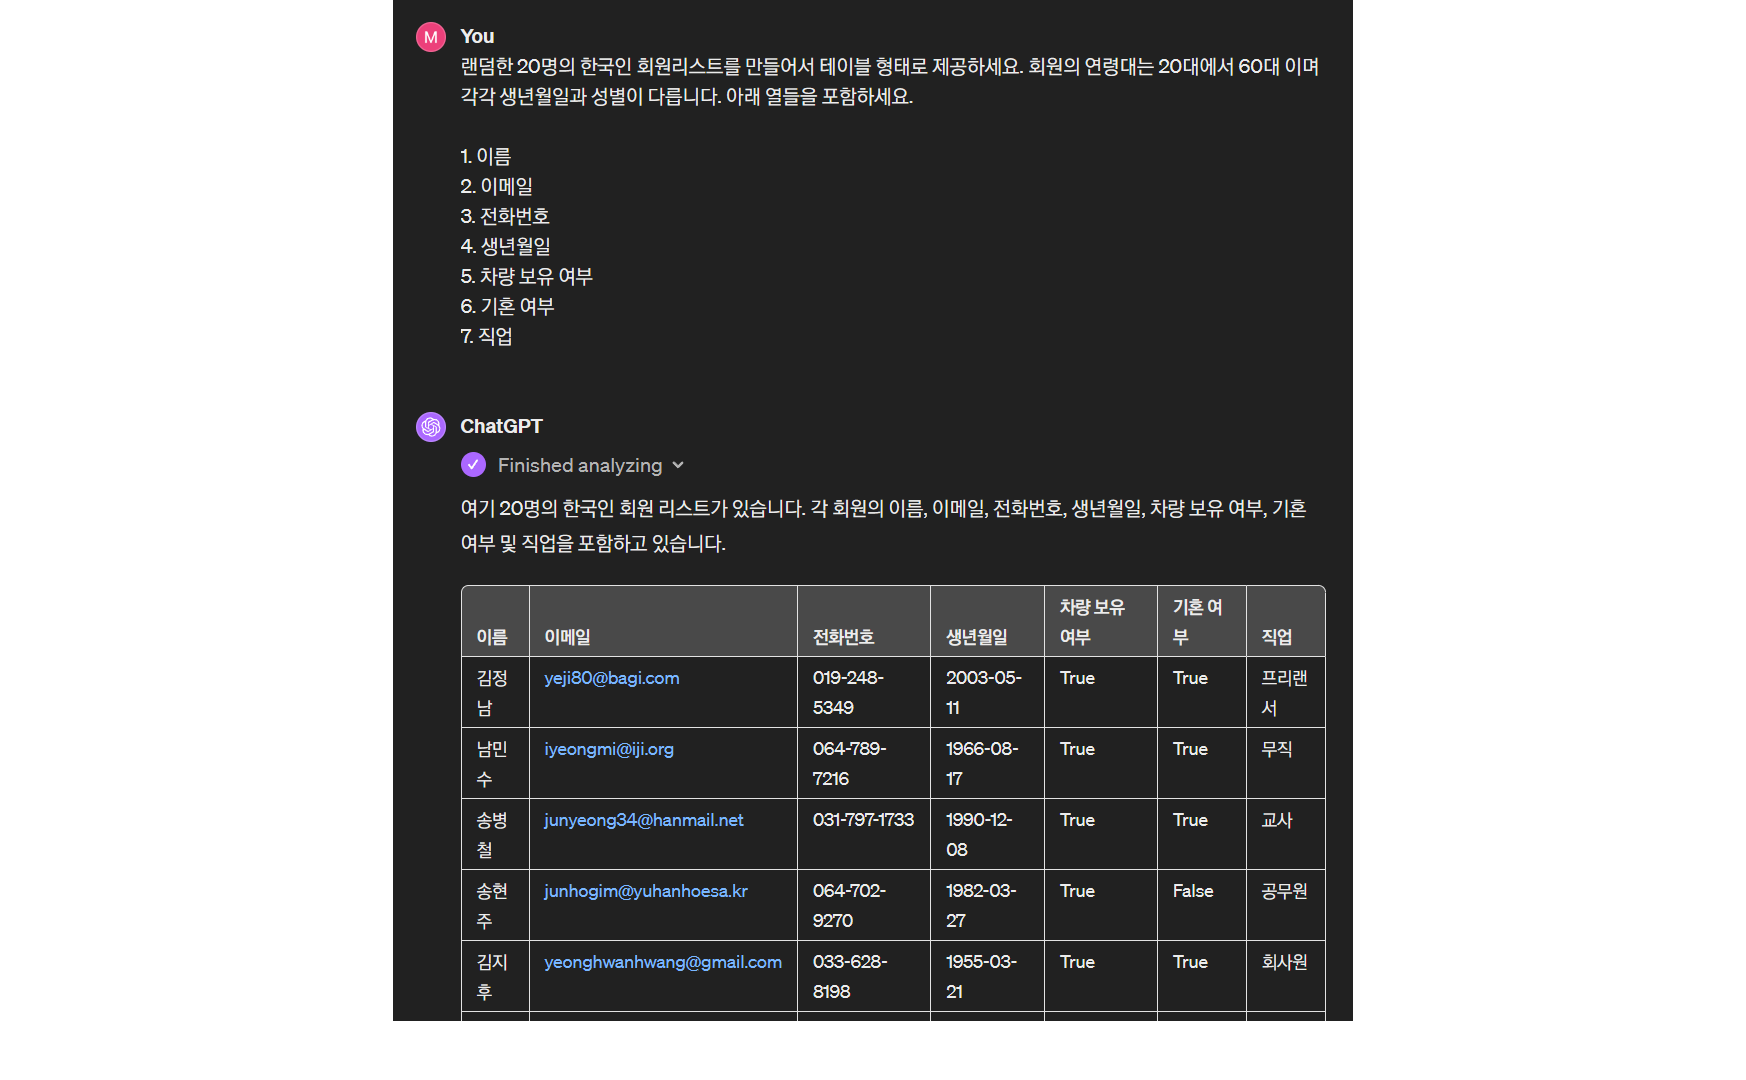 M
You
랜덤한 20명의 한국인 회원리스트를 만들어서 테이블 형태로 제공하세요. 회원의 연령대는 20대에서 60대 이며
각각 생년월일과 성별이 다릅니다. 아래 열들을 포함하세요.
1. 이름
2. 이메일
3. 전화번호
4. 생년월일
5. 차량 보유 여부
6. 기혼 여부
7. 직업
ChatGPT
Finished analyzing
여기 20명의 한국인 회원 리스트가 있습니다. 각 회원의 이름, 이메일, 전화번호, 생년월일, 차량 보유 여부, 기혼
여부 및 직업을 포함하고 있습니다.
차량 보유 기혼 여
이름 이메일 전화번호 생년월일 여부 부 직업
김정 yeji80@bagi.com 019-248- 2003-05- True True 프리랜
남 5349 11 서
남민 iyeongmi@iji.org 064-789- 1966-08- True True 무직
수 7216 17
송병 junyeong34@hanmail.net 031-797-1733 1990-12- True True 교사
철 08
송현 junhogim@yuhanhoesa.kr 064-702- 1982-03- True False 공무원
주 9270 27
김지 yeonghwanhwang@gmail.com 033-628- 1955-03- True True 회사원
후 8198 21